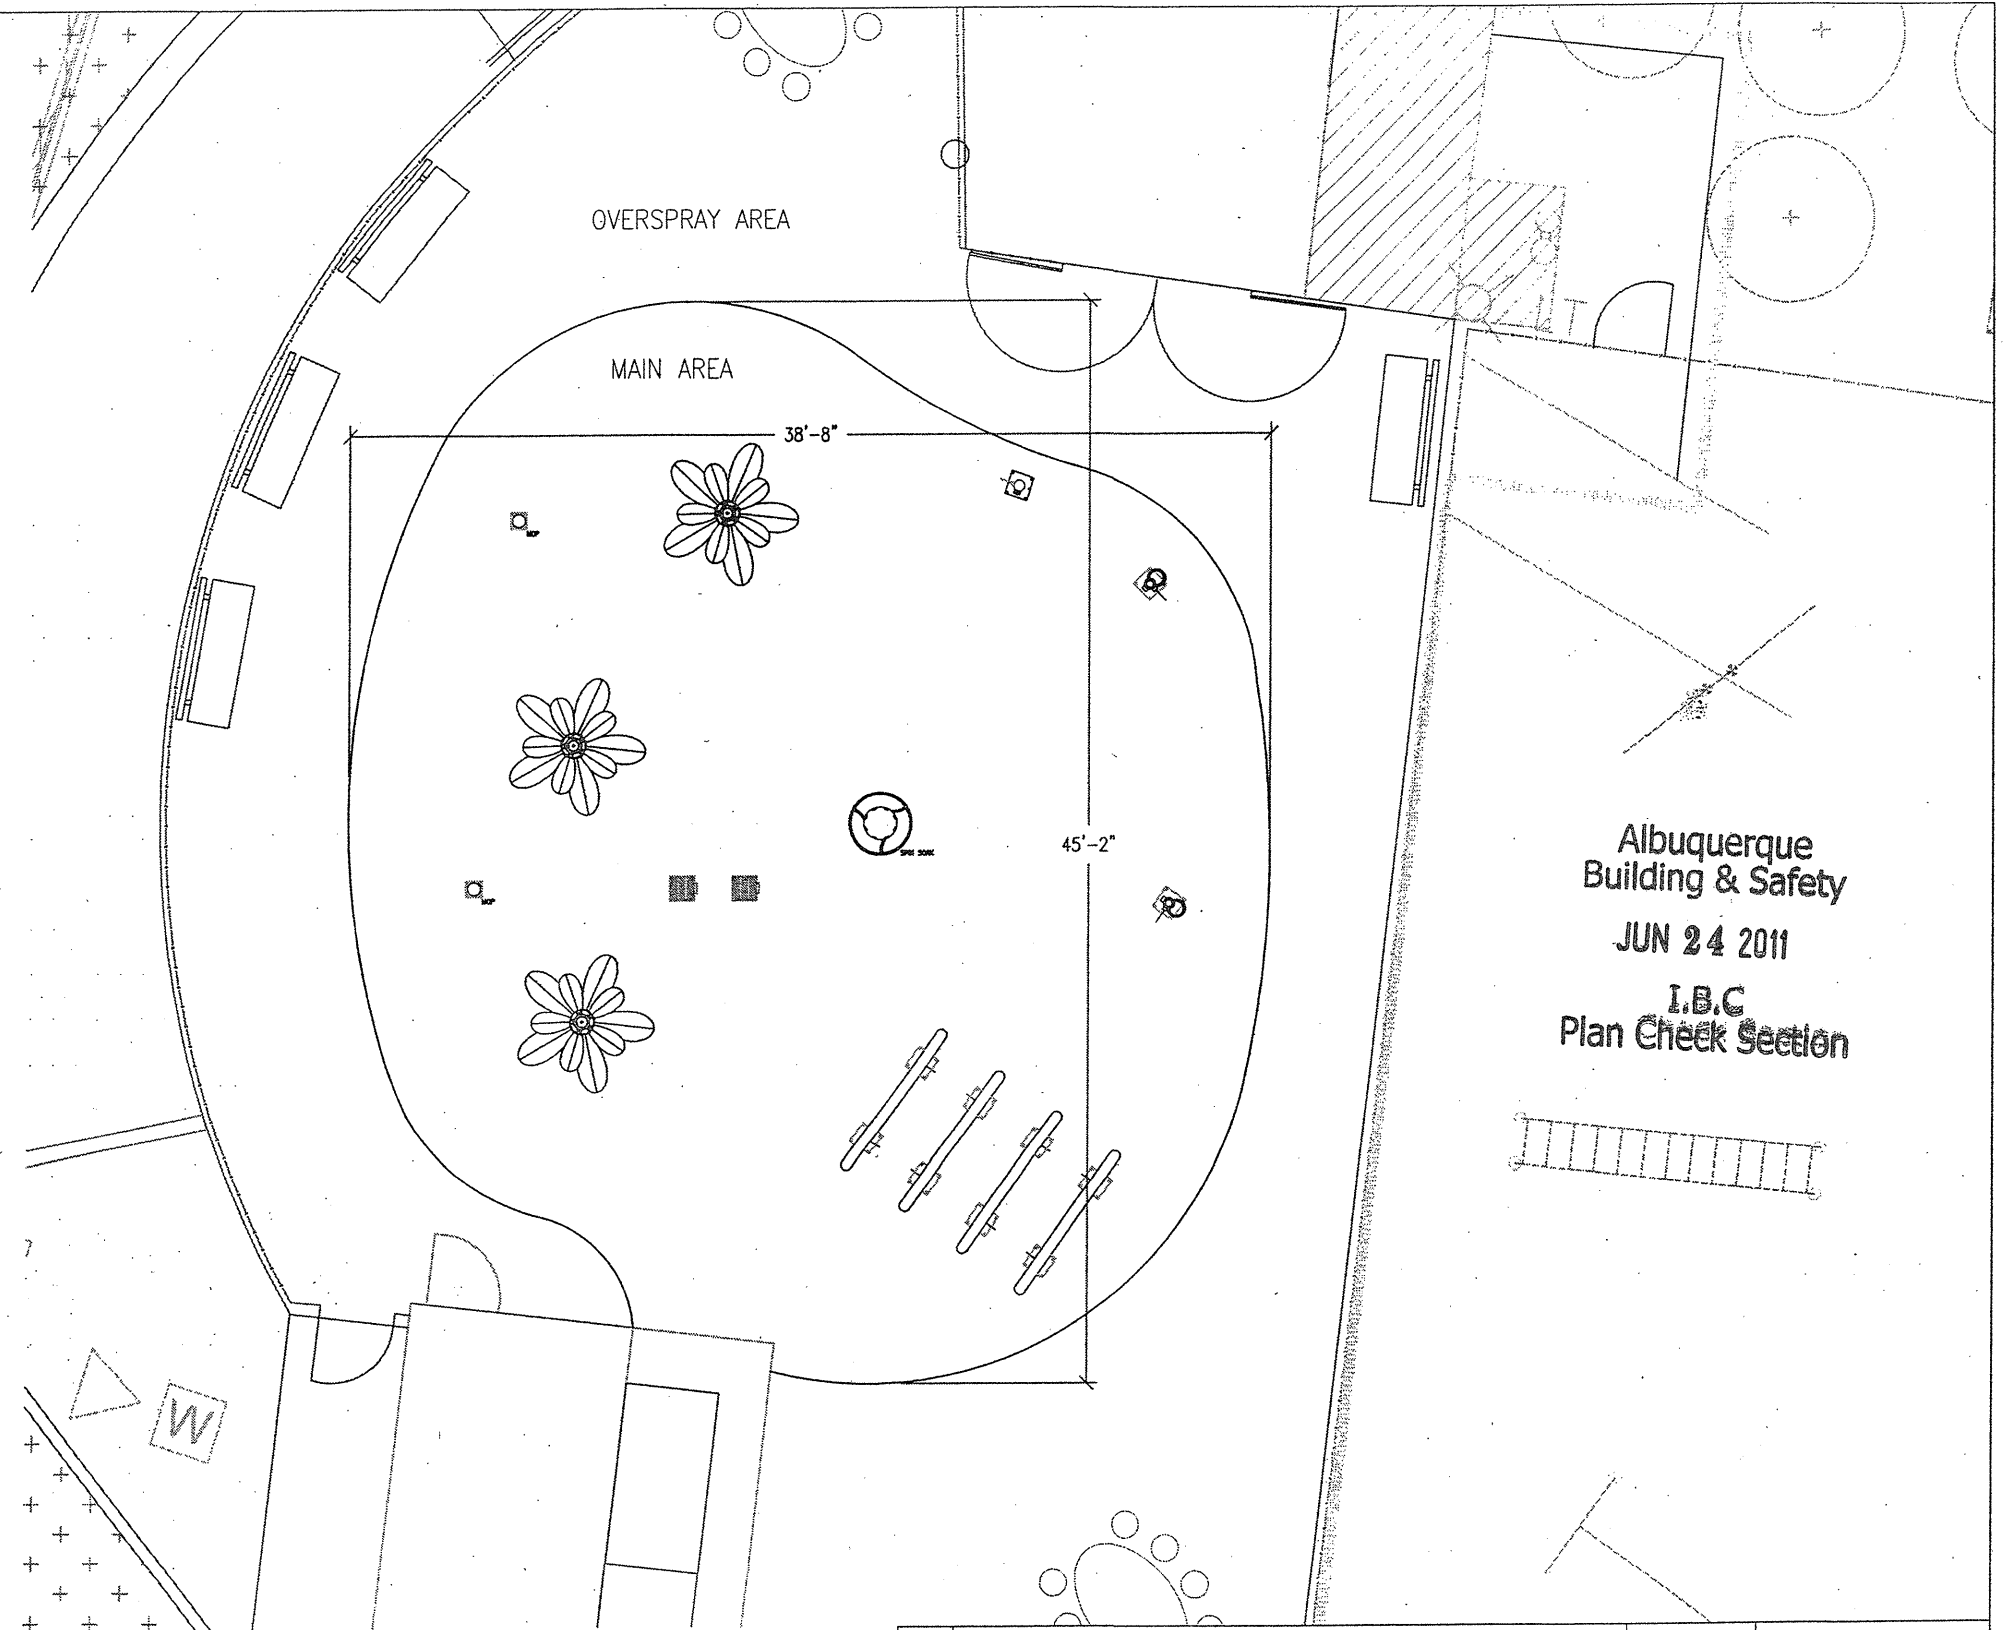 OVERSPRAY AREA
MAIN AREA
38'-8"
45'-2"
Albuquerque
Building & Safety
JUN 24 2011
I.B.C
Plan Check Section
W